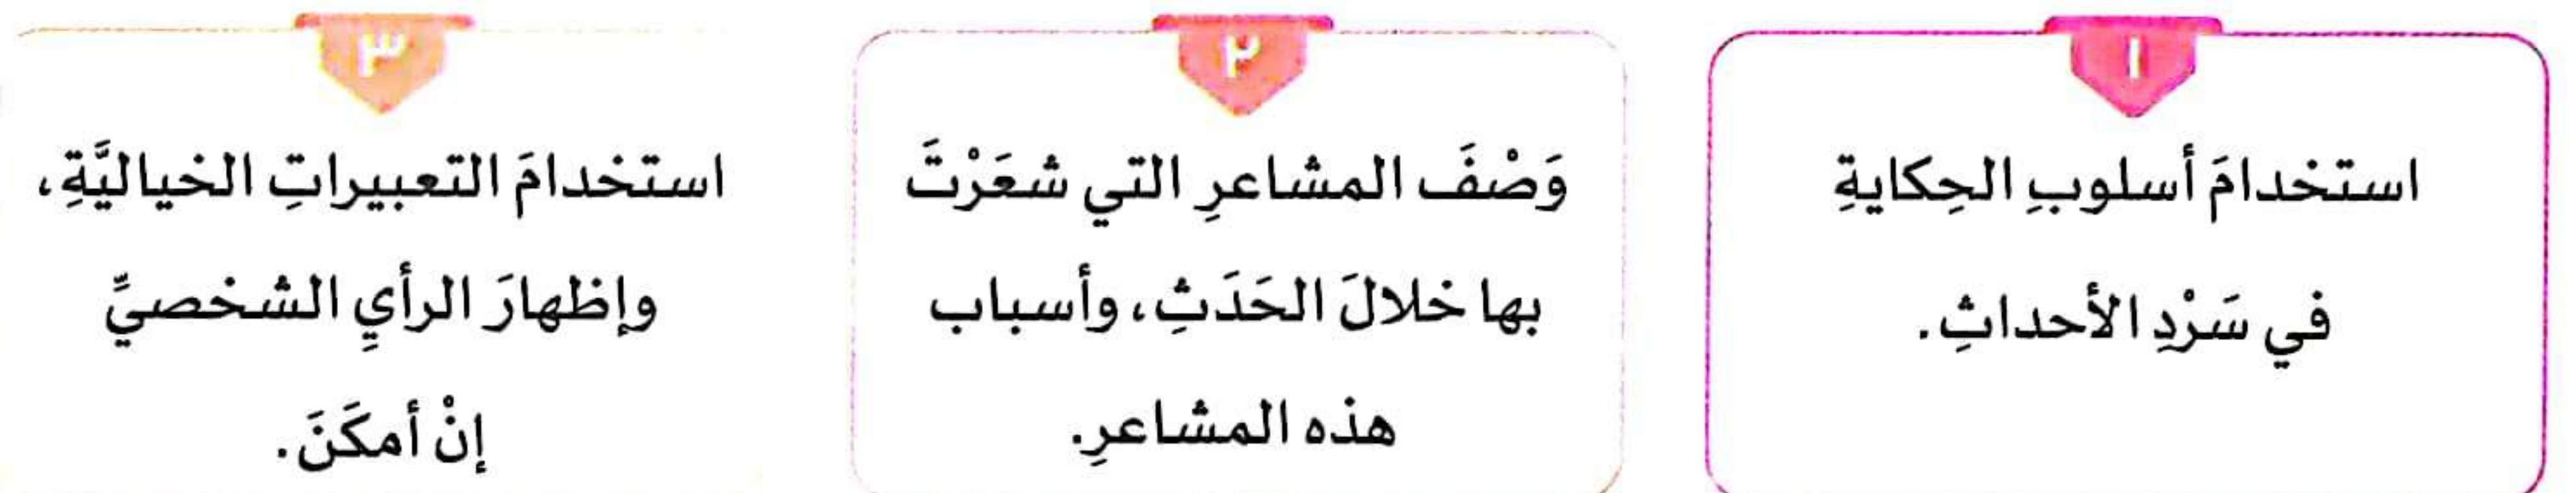 ١
استخدامَ أسلوبِ الحِكايةِ
في سَرْدِ الأحداثِ.
٢
وَصْفَ المشاعرِ التي شعَرْتَ
بها خلالَ الحَدَثِ، وأسباب
هذه المشاعرِ.
٣
استخدامَ التعبيراتِ الخياليَّةِ،
وإظهارَ الرأيِ الشخصيِّ
إنْ أمكَنَ.